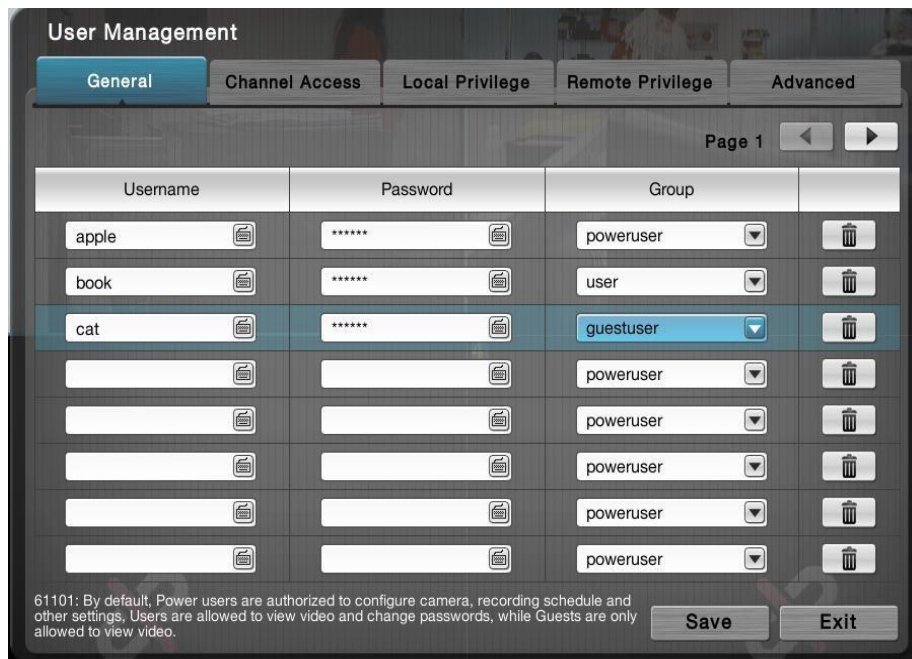 User Management
General Channel Access Local Privilege Remote Privilege Advanced
Page 1
Username Password Group
apple ****** poweruser
book ****** user
cat ****** guestuser
poweruser
poweruser
poweruser
poweruser
poweruser
61101: By default, Power users are authorized to configure camera, recording schedule and
other settings, Users are allowed to view video and change passwords, while Guests are only
allowed to view video.
Save Exit